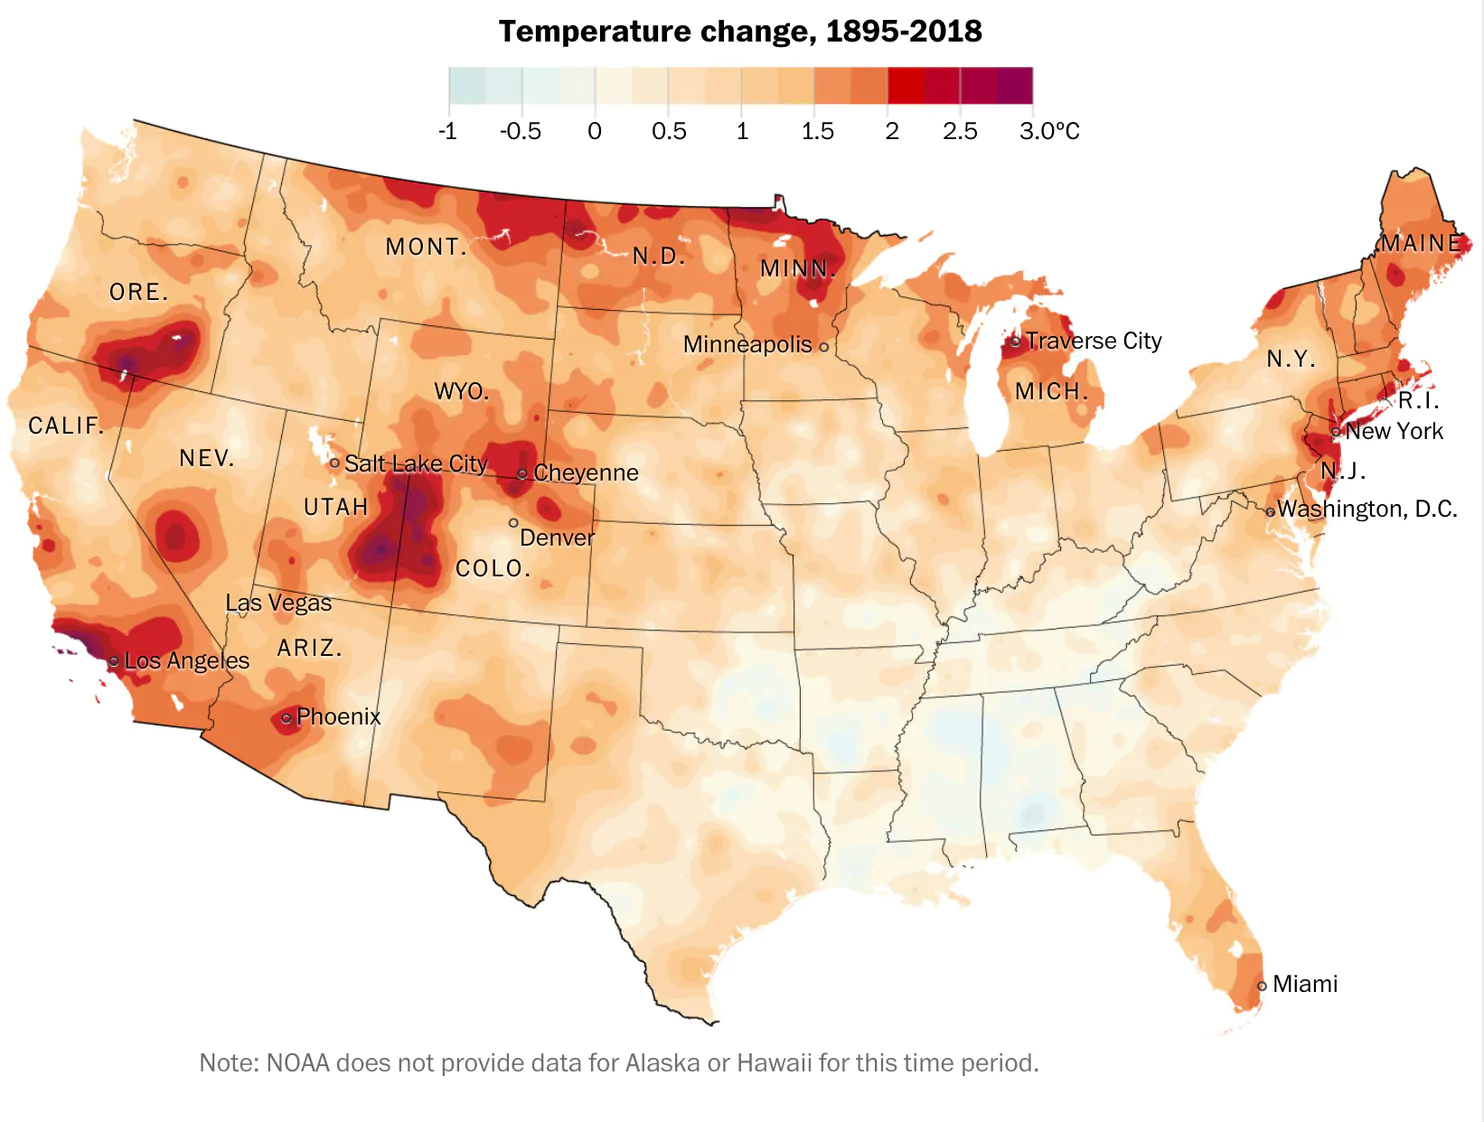 Temperature change, 1895-2018
-1 -0.5 0 0.5 1 1.5 2 2.5 3.0ºC
MONT.
N.D.
MINN.
MAINE
ORE.
Minneapolis
Traverse City
N.Y.
WYO.
MICH.
CALIF.
R.I.
New York
NEV.
Salt Lake City
Cheyenne
N.J.
UTAH
Washington, D.C.
Denver
COLO.
Las Vegas
ARIZ.
Los Angeles
Phoenix
Miami
Note: NOAA does not provide data for Alaska or Hawaii for this time period.